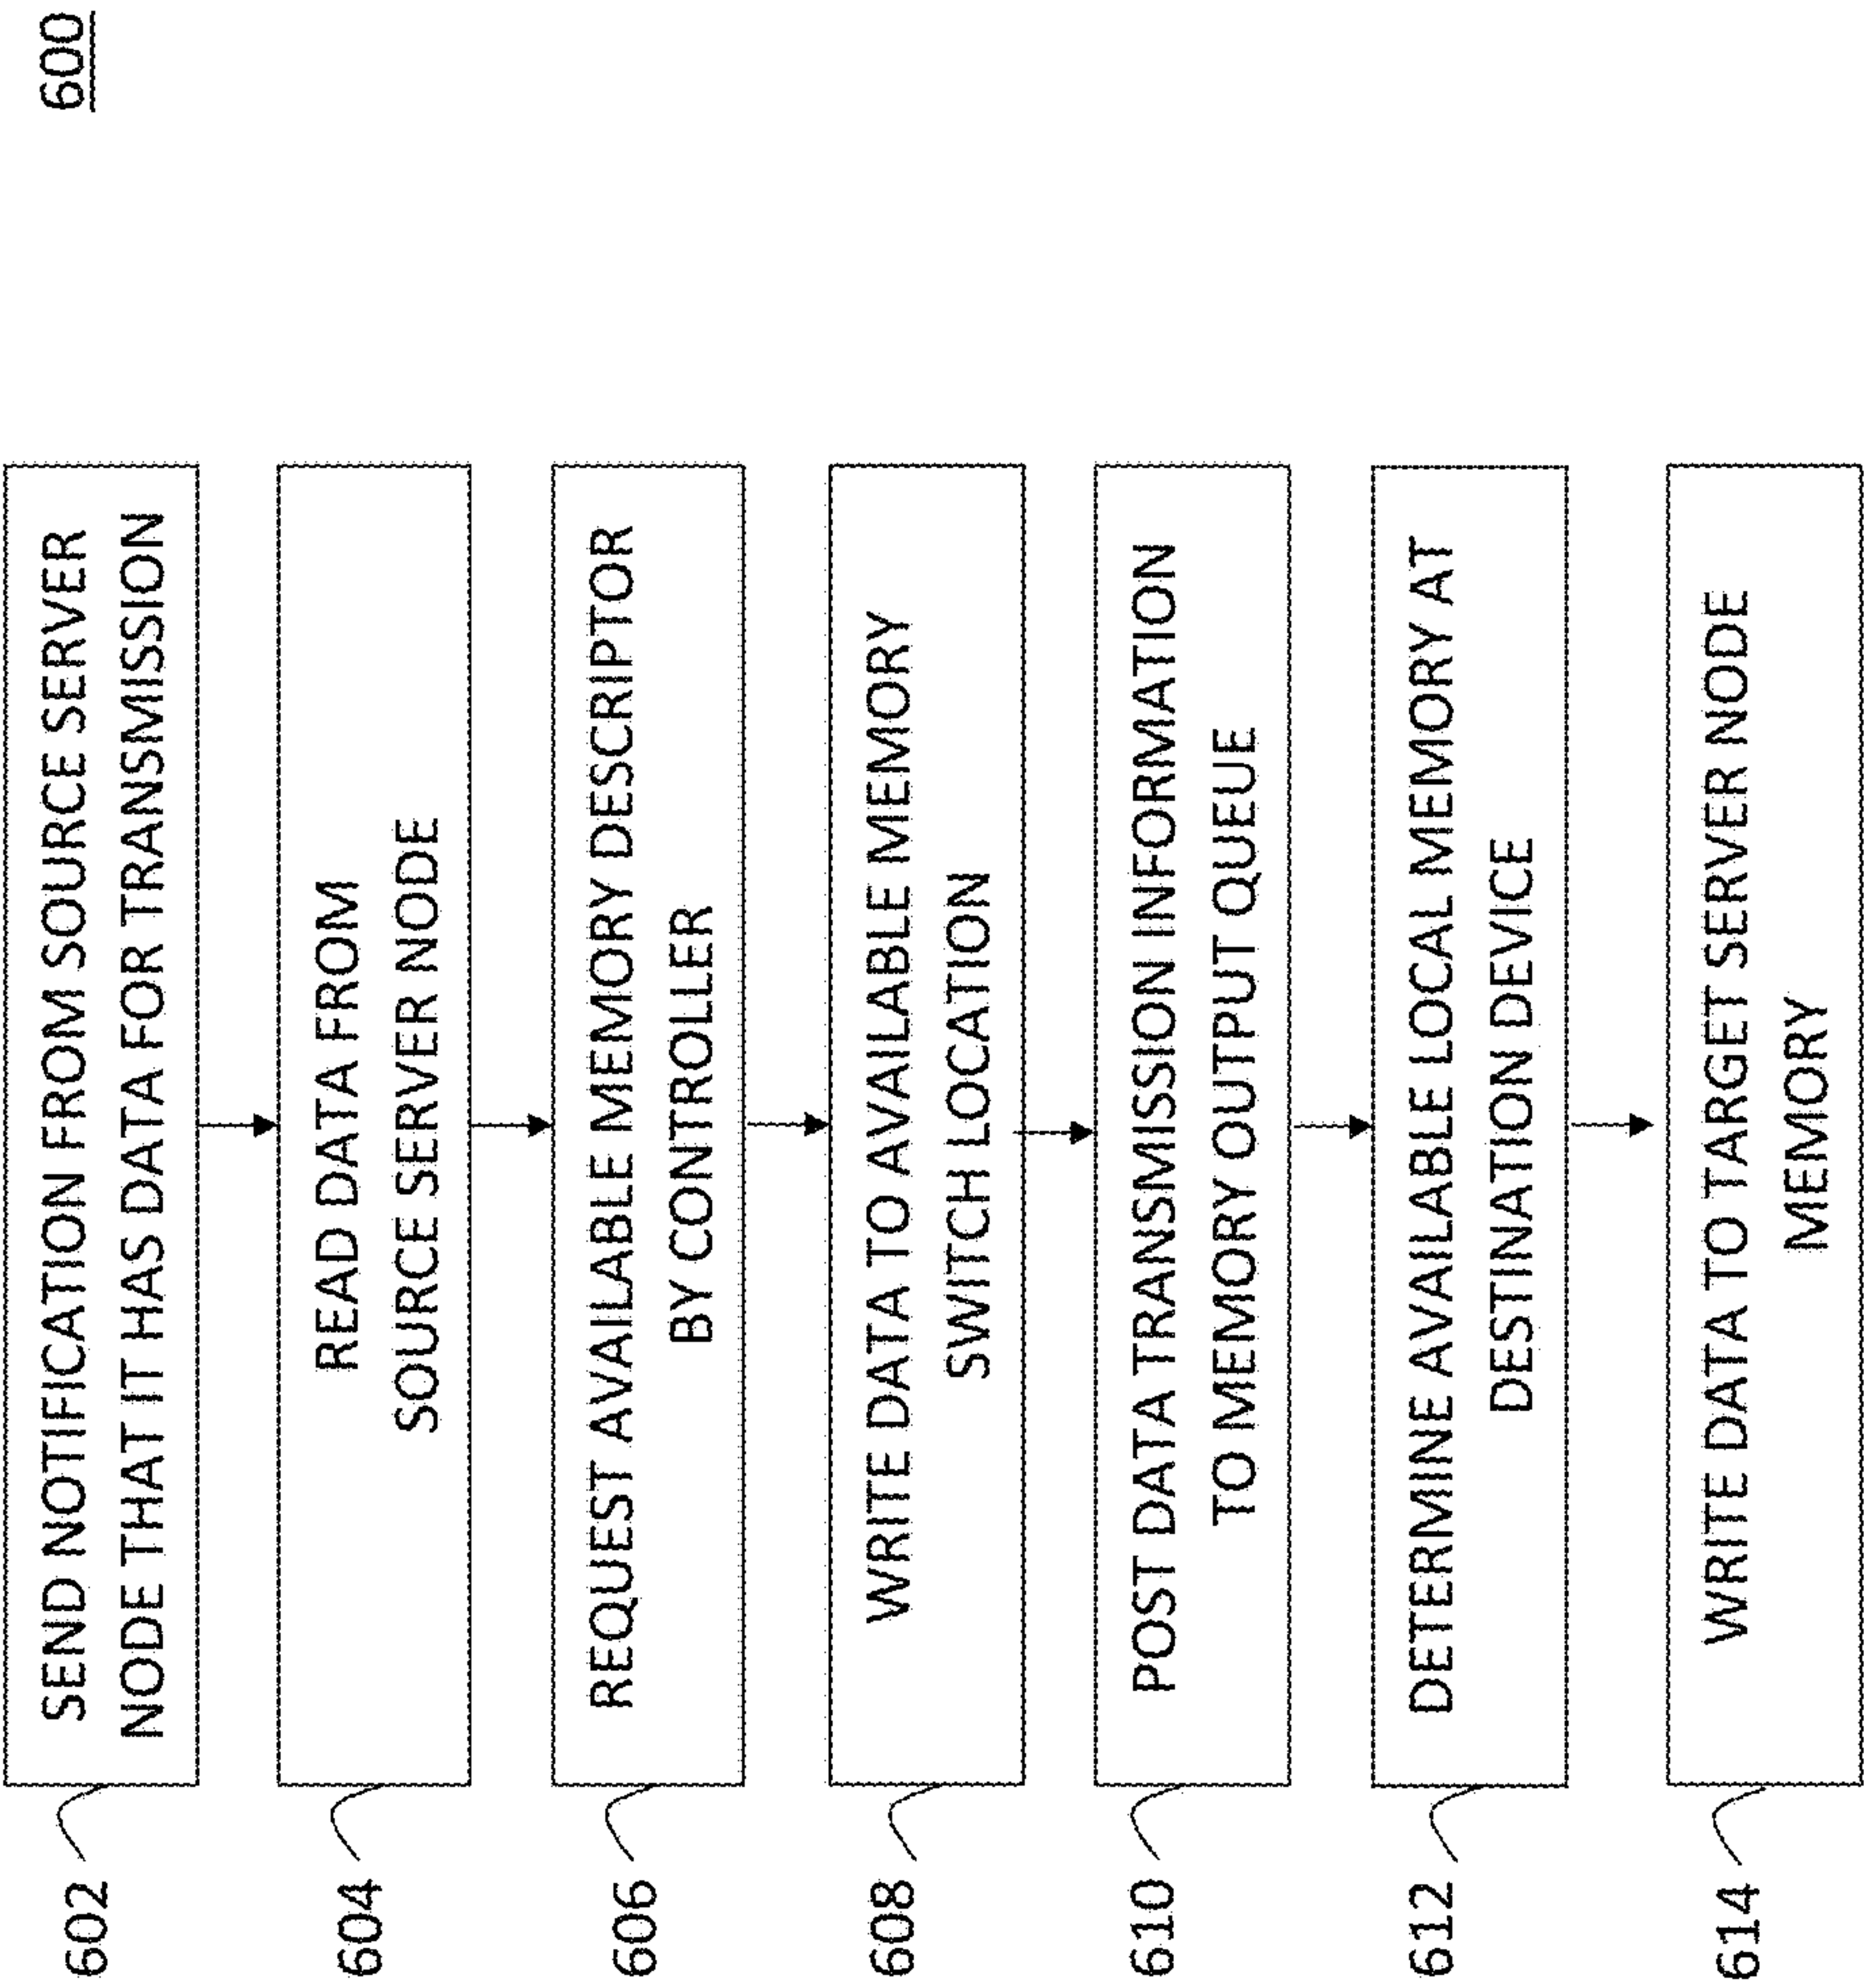 600
602
SEND NOTIFICATION FROM SOURCE SERVER
NODE THAT IT HAS DATA FOR TRANSMISSION
604
READ DATA FROM
SOURCE SERVER NODE
606
REQUEST AVAILABLE MEMORY DESCRIPTOR
BY CONTROLLER
608
WRITE DATA TO AVAILABLE MEMORY
SWITCH LOCATION
610
POST DATA TRANSMISSION INFORMATION
TO MEMORY OUTPUT QUEUE
612
DETERMINE AVAILABLE LOCAL MEMORY AT
DESTINATION DEVICE
614
WRITE DATA TO TARGET SERVER NODE
MEMORY